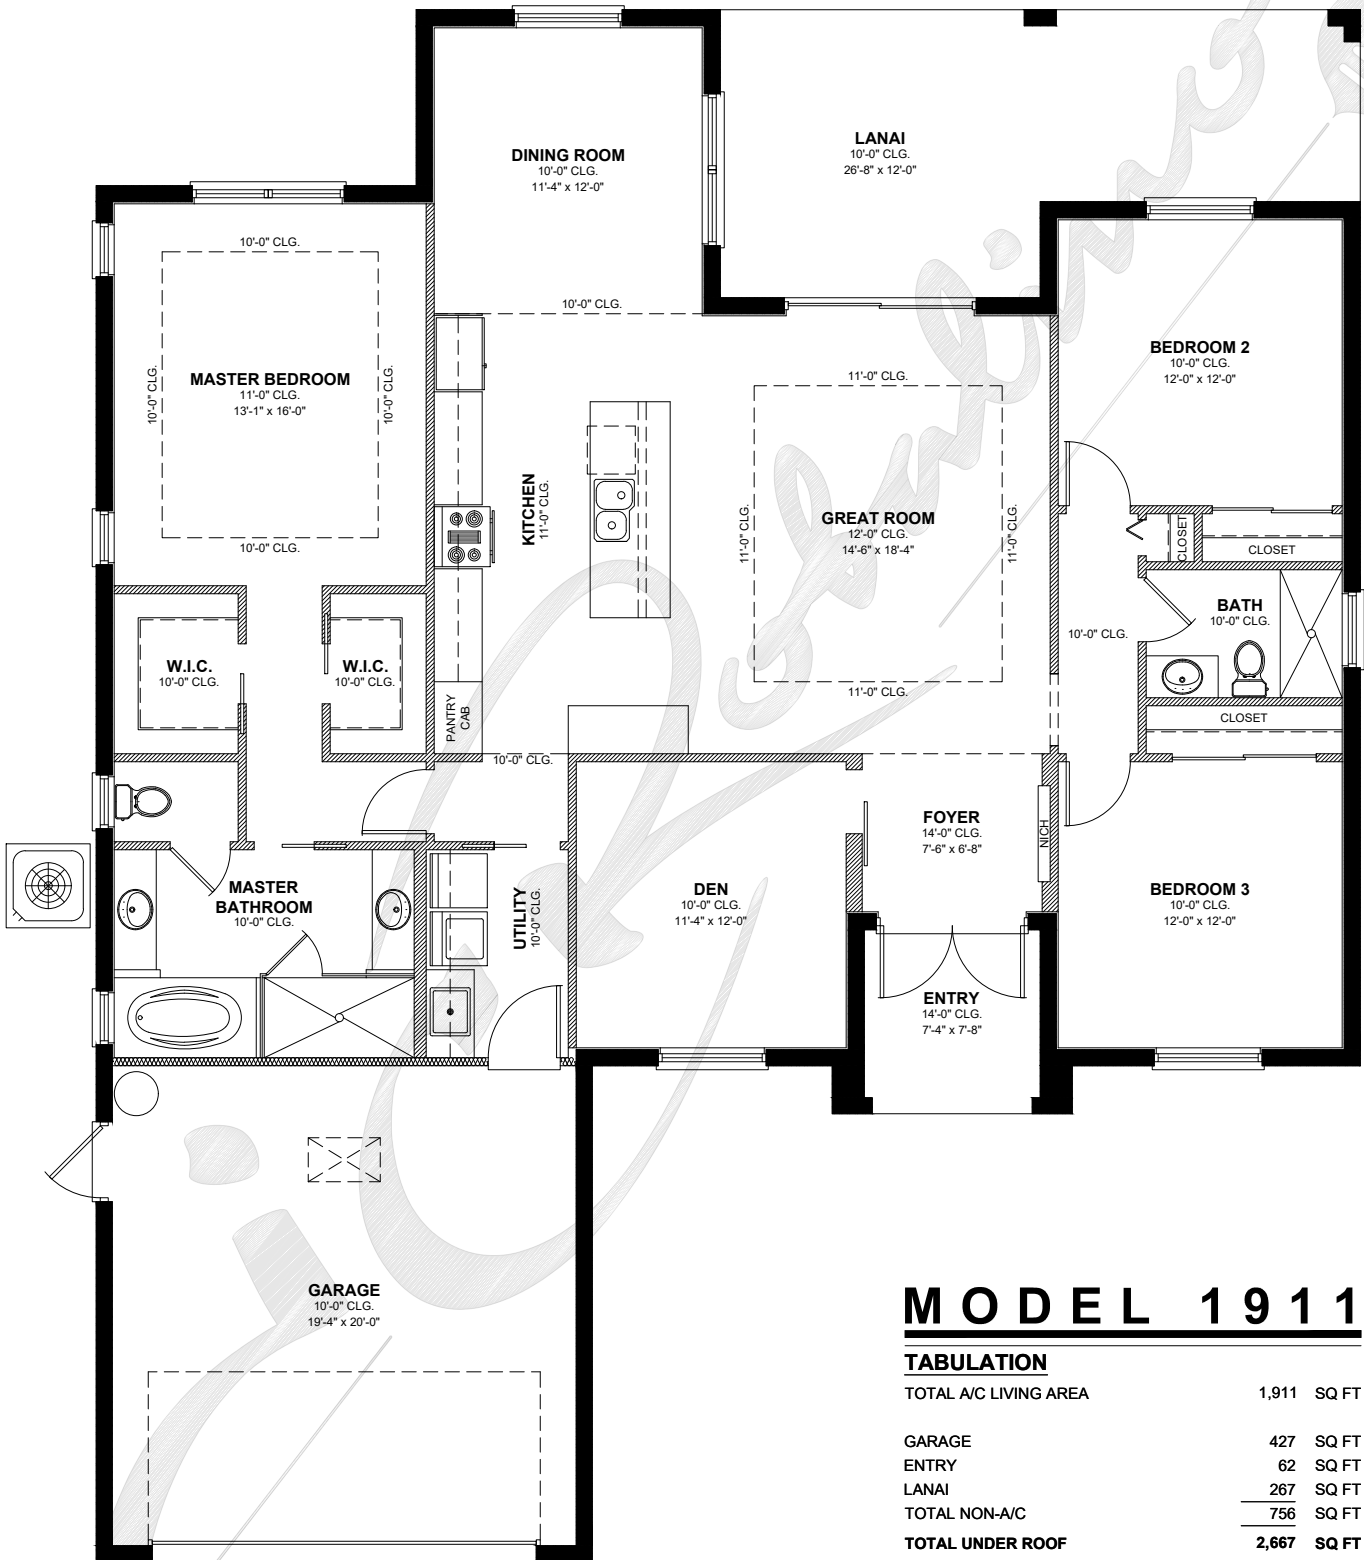 DINING ROOM
10'-0" CLG.
11'-4" x 12'-0"
LANAI
10'-0" CLG.
26'-8" x 12'-0"
10'-0" CLG.
10'-0" CLG.
MASTER BEDROOM
11'-0" CLG.
13'-1" x 16'-0"
10'-0" CLG.
10'-0" CLG.
10'-0" CLG.
BEDROOM 2
10'-0" CLG.
12'-0" x 12'-0"
KITCHEN
11'-0" CLG.
11'-0" CLG.
11'-0" CLG.
GREAT ROOM
12'-0" CLG.
14'-6" x 18'-4"
11'-0" CLG.
11'-0" CLG.
CLOSET
CLOSET
BATH
10'-0" CLG.
10'-0" CLG.
CLOSET
W.I.C.
10'-0" CLG.
W.I.C.
10'-0" CLG.
PANTRY
CAB
10'-0" CLG.
FOYER
14'-0" CLG.
7'-6" x 6'-8"
NICH
MASTER
BATHROOM
10'-0" CLG.
UTILITY
10'-0" CLG.
DEN
10'-0" CLG.
11'-4" x 12'-0"
BEDROOM 3
10'-0" CLG.
12'-0" x 12'-0"
ENTRY
14'-0" CLG.
7'-4" x 7'-8"
GARAGE
10'-0" CLG.
19'-4" x 20'-0"
MODEL 1911
TABULATION
TOTAL A/C LIVING AREA 1,911 SQ FT
GARAGE 427 SQ FT
ENTRY 62 SQ FT
LANAI 267 SQ FT
TOTAL NON-A/C 756 SQ FT
TOTAL UNDER ROOF 2,667 SQ FT